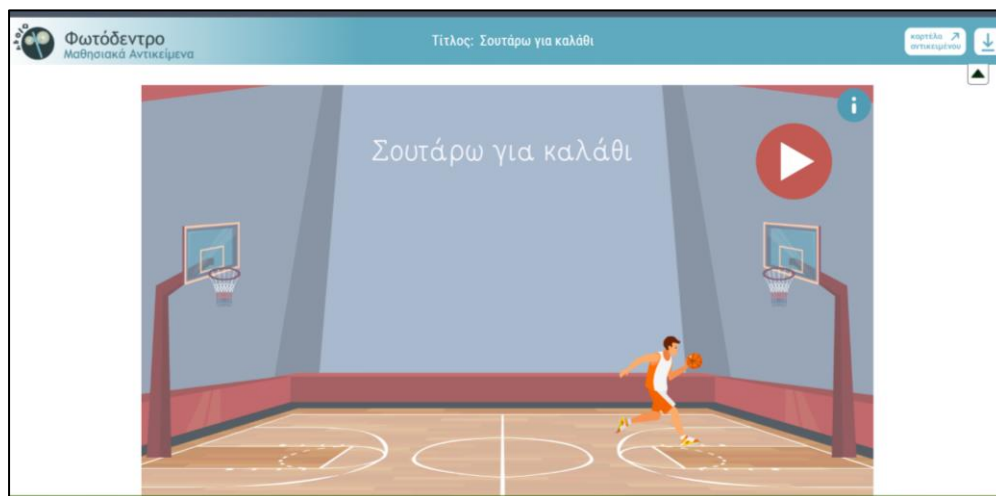 Φωτόδεντρο
Μαθησιακά Αντικείμενα
Τίτλος: Σουτάρω για καλάθι
καρτέλα
αντικειμένου
i
Σουτάρω για καλάθι